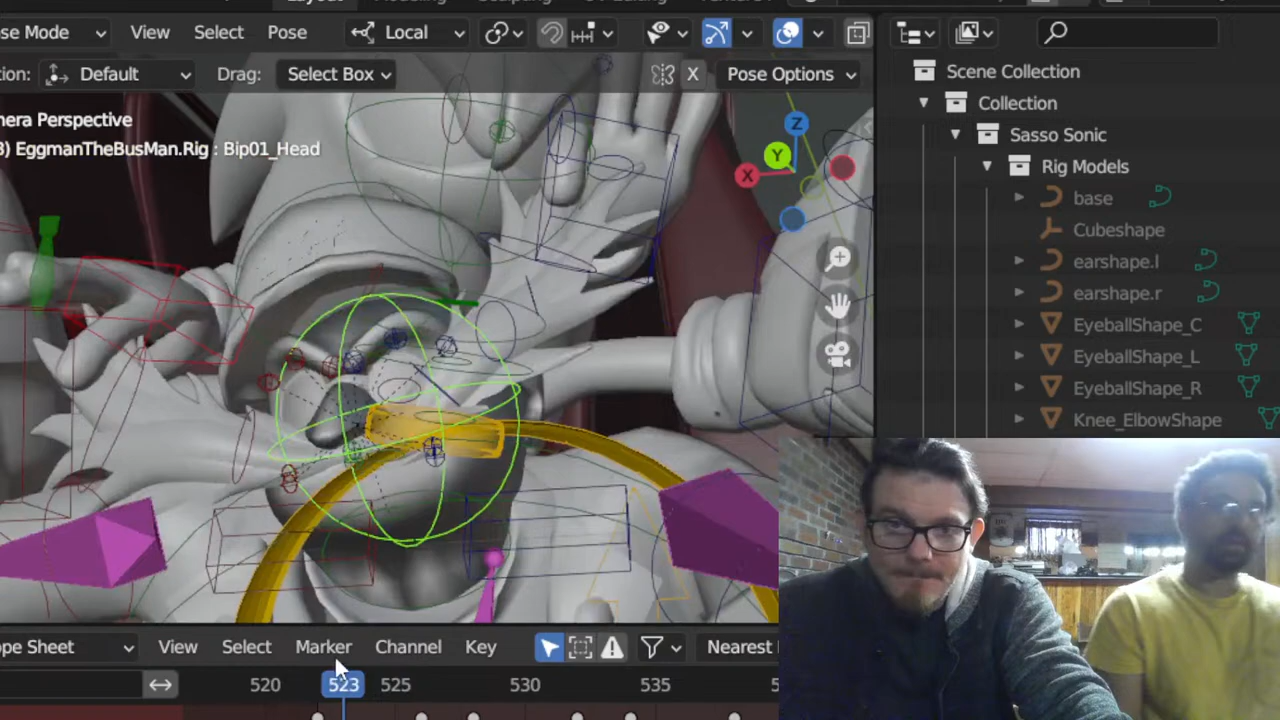 se Mode View Select Pose Local
ion: Default Drag: Select Box X Pose Options
nera Perspective
3) EggmanTheBusMan.Rig : Bip01_Head
Z
Y
X
Scene Collection
Collection
Sasso Sonic
Rig Models
base
Cubeshape
earshape.l
earshape.r
EyeballShape_C
EyeballShape_L
EyeballShape_R
Knee_ElbowShape
ope Sheet View Select Marker Channel Key Nearest
520 523 525 530 535